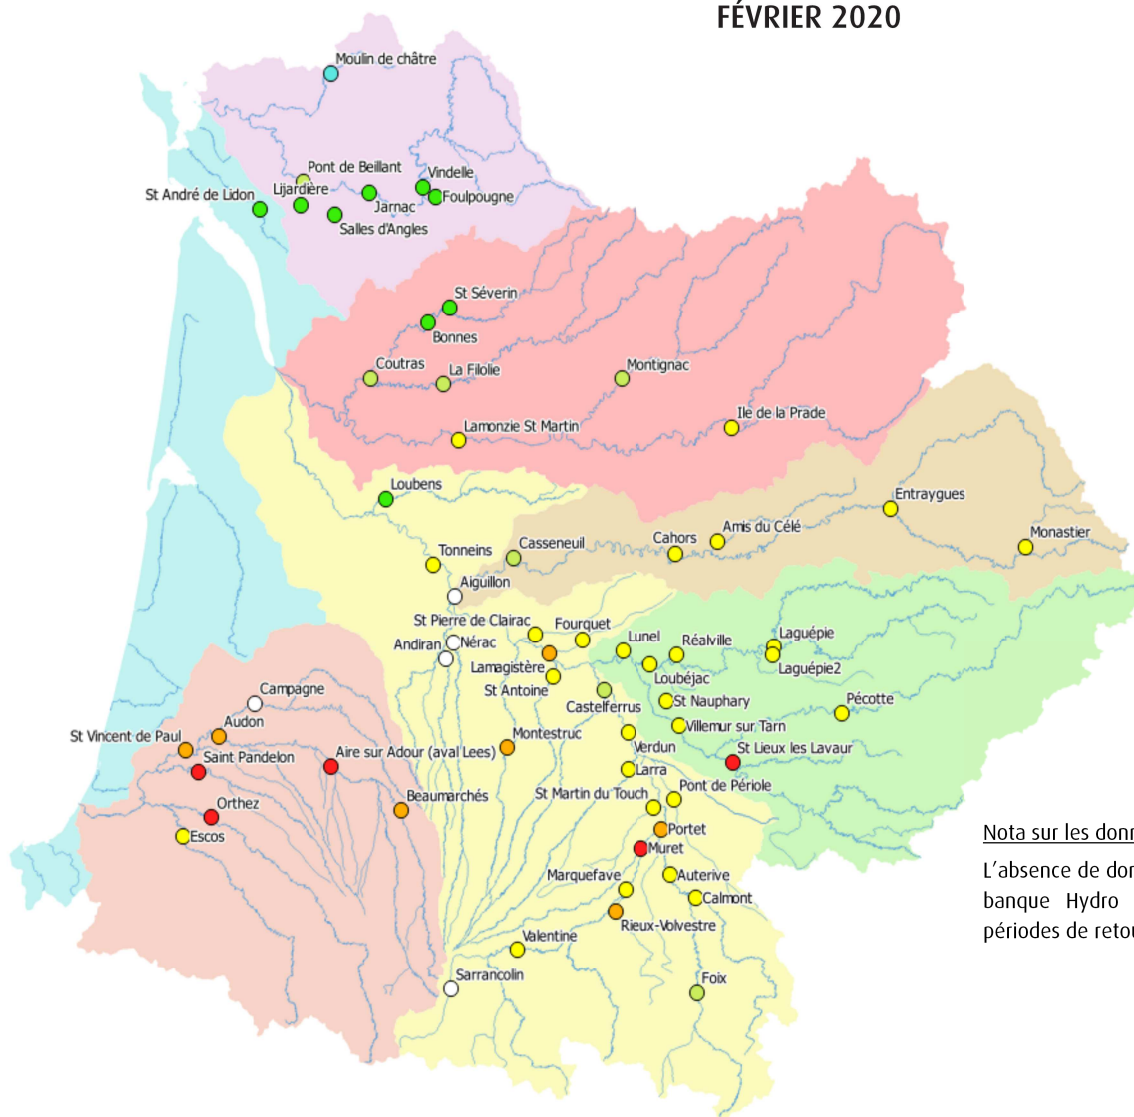 FÉVRIER 2020
Moulin de châtre
Pont de Beillant
Vindelle
St André de Lidon
Lijardière
Jarnac
Foulpougne
Salles d'Angles
St Séverin
Bonnes
Coutras
La Filolie
Montignac
Ile de la Prade
Lamonzie St Martin
Loubens
Entraygues
Amis du Célé
Cahors
Monastier
Casseneuil
Tonneins
Aiguillon
St Pierre de Clairac
Fourquet
Andiran
Nérac
Lunel
Réalville
Laguépie
Laguépie2
Lamagistère
Loubéjac
St Antoine
Castelferrus
St Nauphary
Pécotte
Campagne
Audon
Villemur sur Tarn
St Vincent de Paul
Montestruc
Verdun
St Lieux les Lavaur
Saint Pandelon
Aire sur Adour (aval Lees)
Larra
Pont de Périole
Beaumarchés
St Martin du Touch
Orthez
Portet
Escos
Muret
Marquefave
Auterive
Calmont
Rieux-Volvestre
Valentine
Sarrancolin
Foix
Nota sur les donn
L'absence de don
banque Hydro
périodes de retou